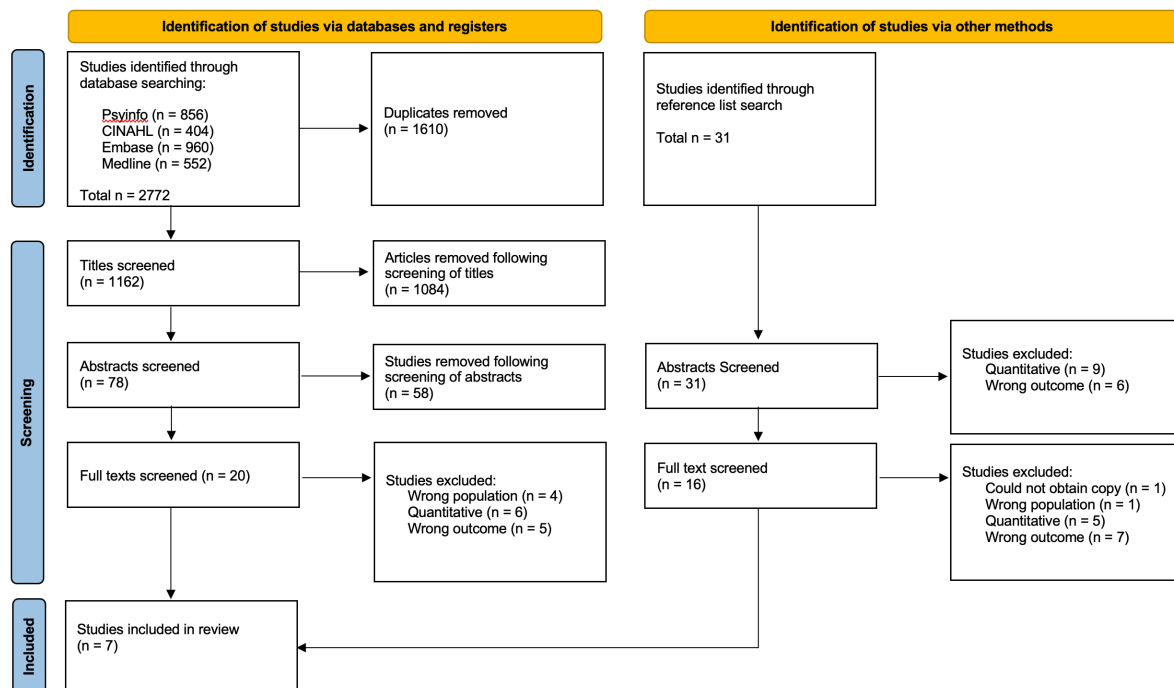 Identification of studies via databases and registers
Identification of studies via other methods
Identification
Studies identified through
database searching:
Psyinfo (n = 856)
CINAHL (n = 404)
Embase (n = 960)
Medline (n = 552)
Total n = 2772
Duplicates removed
(n = 1610)
Studies identified through
reference list search
Total n = 31
Screening
Titles screened
(n = 1162)
Articles removed following
screening of titles
(n = 1084)
Abstracts screened
(n = 78)
Studies removed following
screening of abstracts
(n = 58)
Abstracts Screened
(n = 31)
Studies excluded:
Quantitative (n = 9)
Wrong outcome (n = 6)
Full texts screened (n = 20)
Studies excluded:
Wrong population (n = 4)
Quantitative (n = 6)
Wrong outcome (n = 5)
Full text screened
(n = 16)
Studies excluded:
Could not obtain copy (n = 1)
Wrong population (n = 1)
Quantitative (n = 5)
Wrong outcome (n = 7)
Included
Studies included in review
(n = 7)